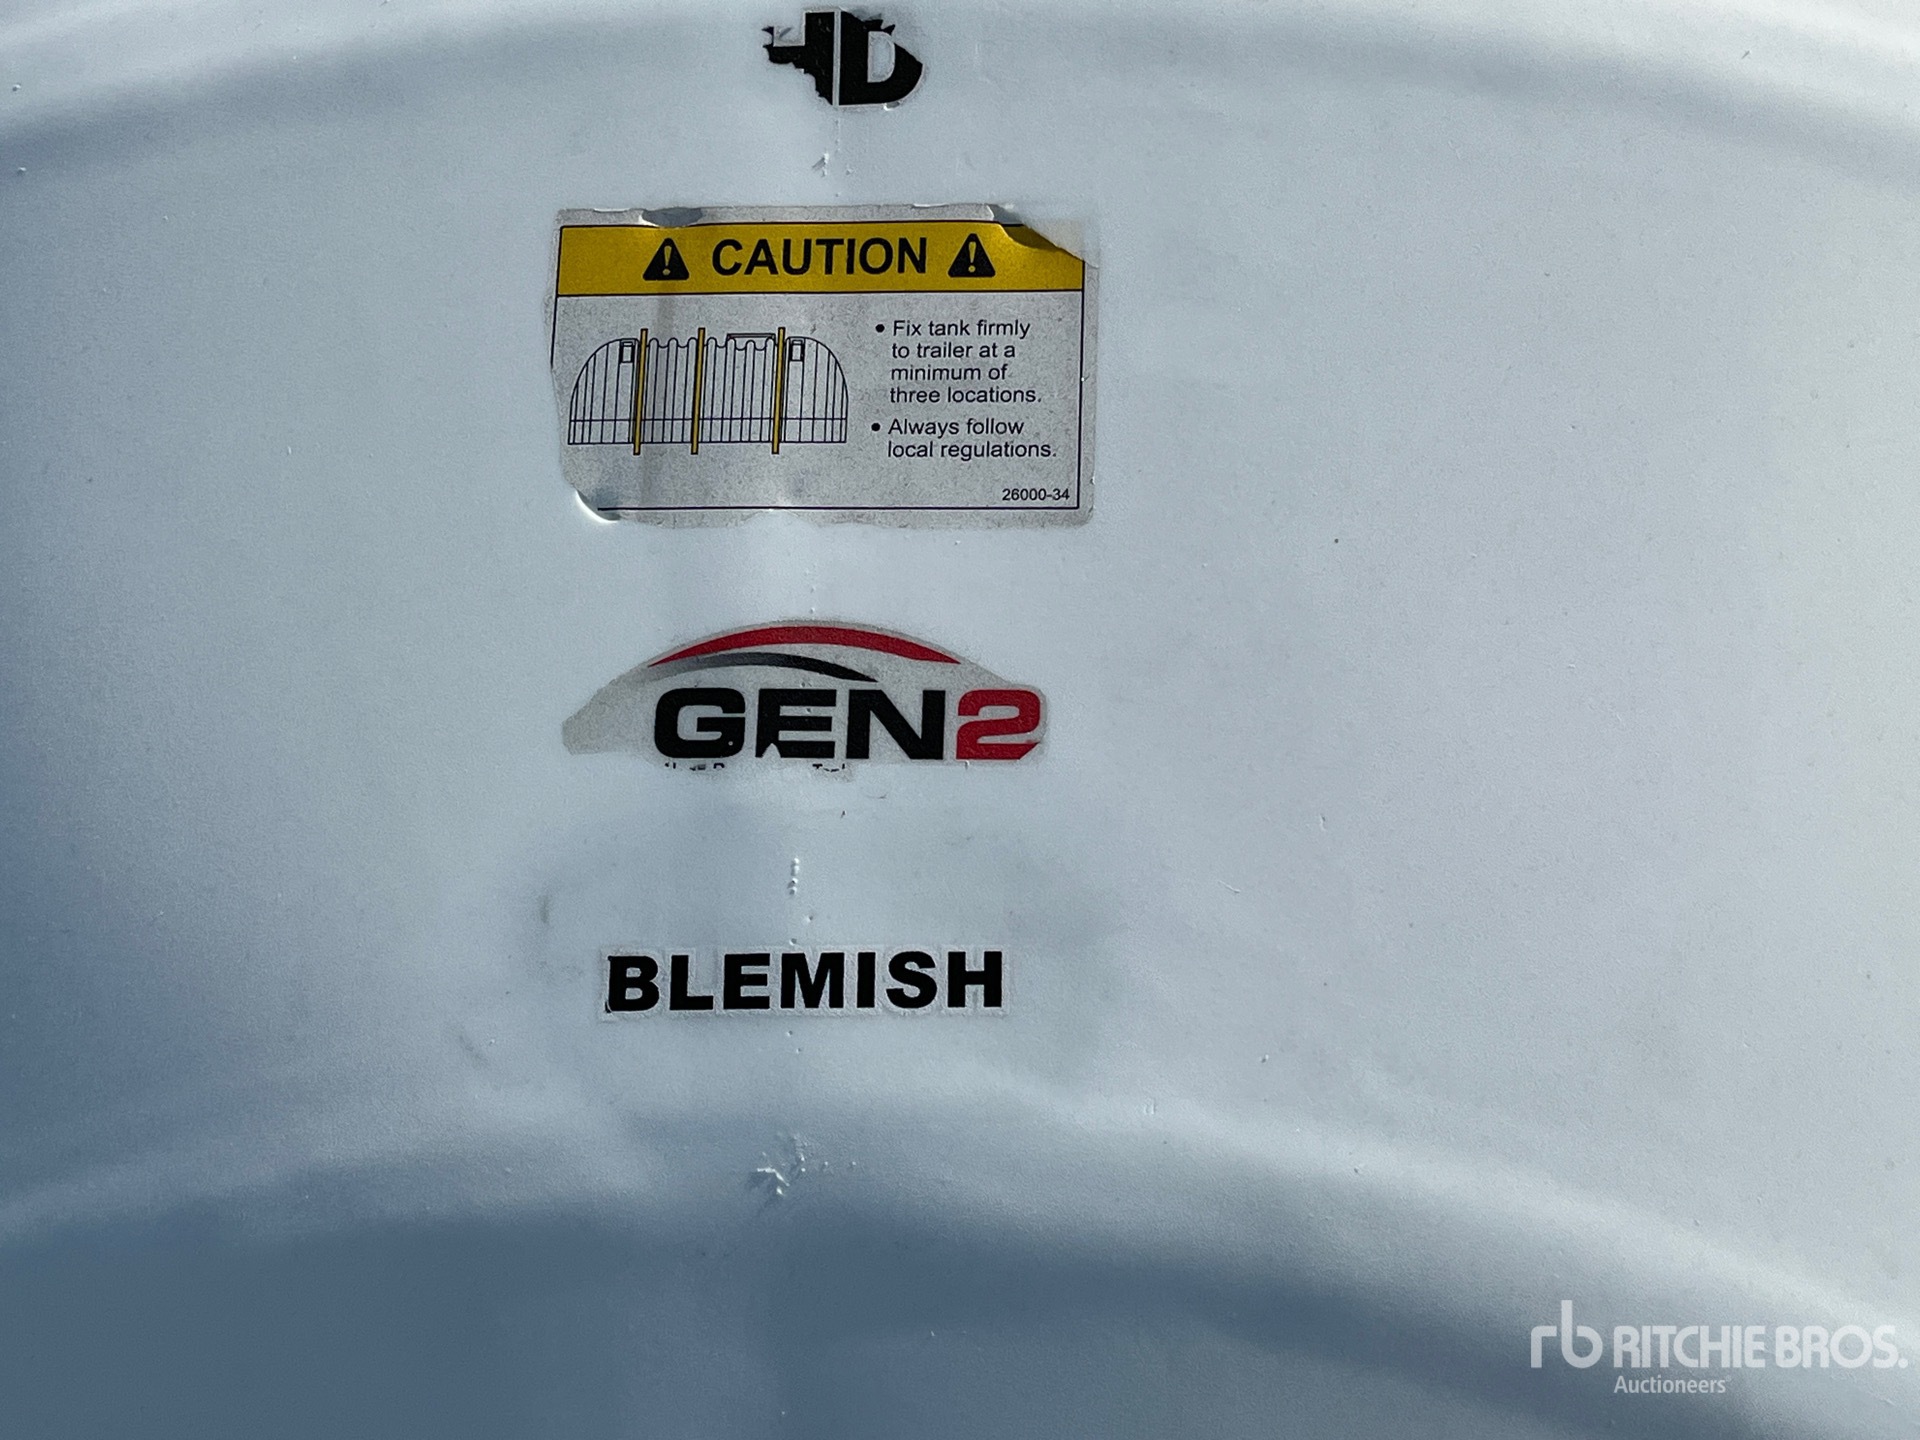 HD
CAUTION
• Fix tank firmly
to trailer at a
minimum of
three locations.
• Always follow
local regulations.
26000-34
GEN2
BLEMISH
rb RITCHIE BROS.
Auctioneers